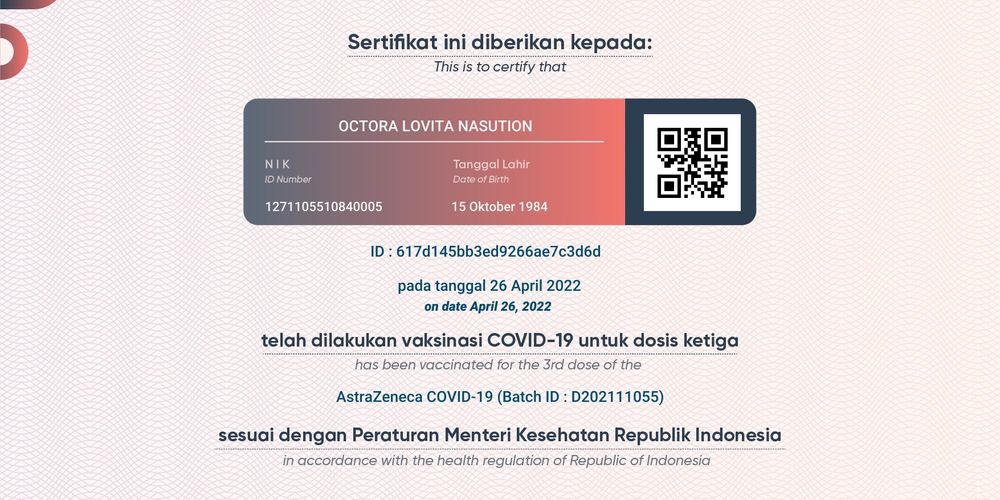 Sertifikat ini diberikan kepada:
This is to certify that
OCTORA LOVITA NASUTION
N I K
Tanggal Lahir
ID Number
Date of Birth
1271105510840005
15 Oktober 1984
ID : 617d145bb3ed9266ae7c3d6d
pada tanggal 26 April 2022
on date April 26, 2022
telah dilakukan vaksinasi COVID-19 untuk dosis ketiga
has been vaccinated for the 3rd dose of the
AstraZeneca COVID-19 (Batch ID : D202111055)
sesuai dengan Peraturan Menteri Kesehatan Republik Indonesia
in accordance with the health regulation of Republic of Indonesia